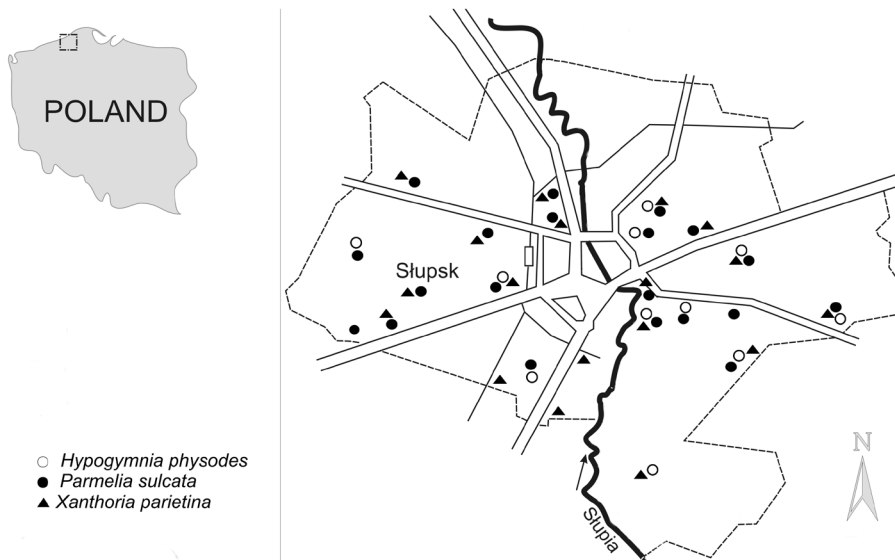 POLAND
Słupsk
Hypogymnia physodes
Parmelia sulcata
Xanthoria parietina
N
Słupia